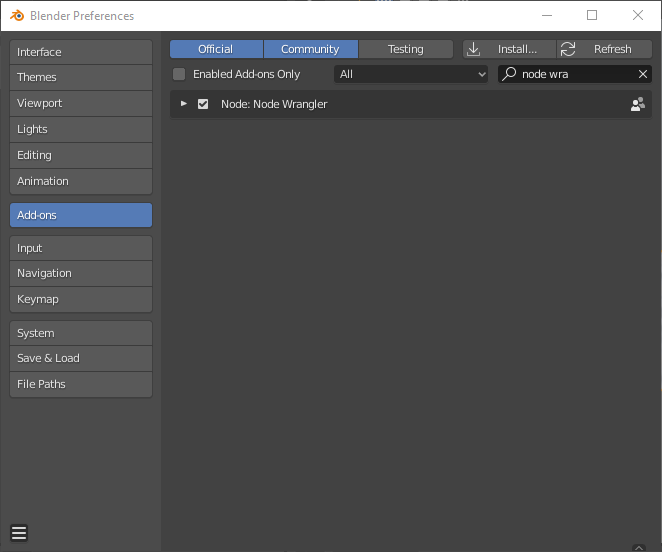 Blender Preferences
Interface
Themes
Viewport
Lights
Editing
Animation
Add-ons
Input
Navigation
Keymap
System
Save & Load
File Paths
Official Community Testing Install... Refresh
Enabled Add-ons Only All node wra
Node: Node Wrangler